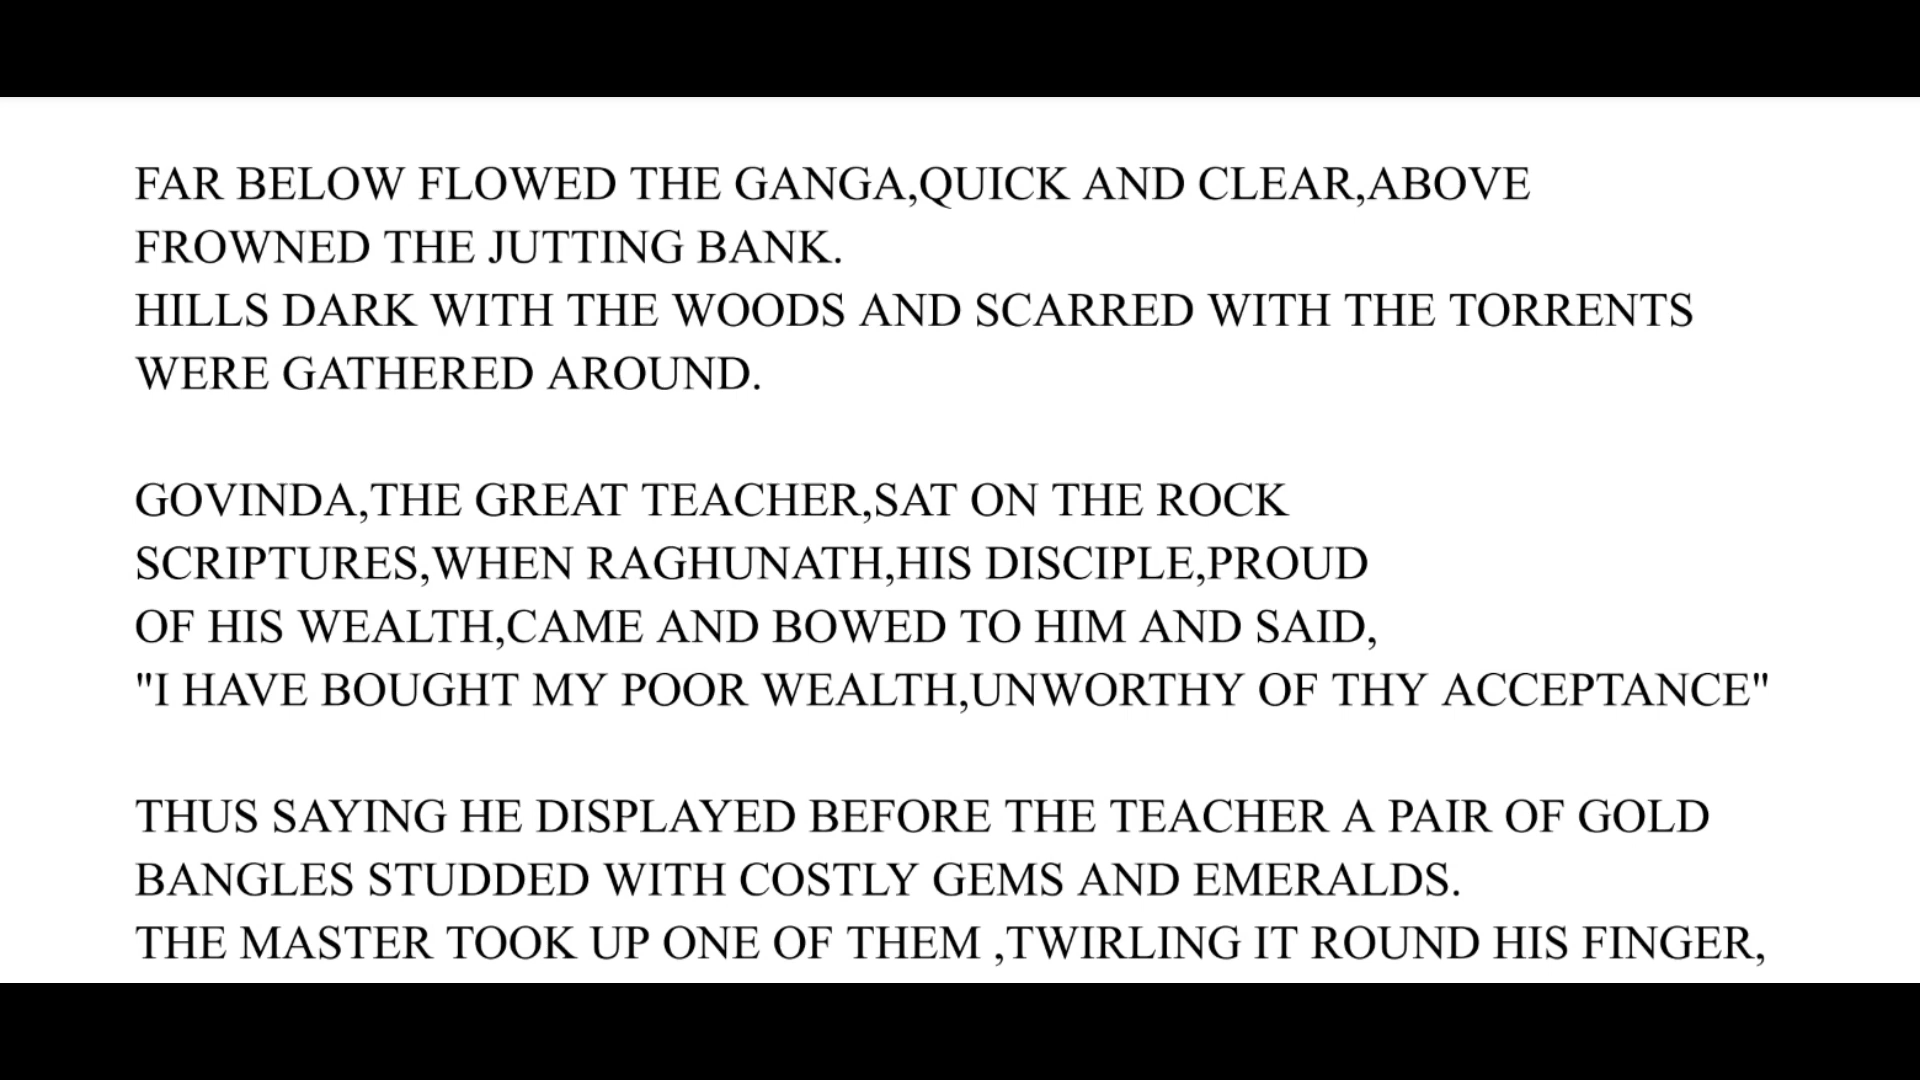 FAR BELOW FLOWED THE GANGA,QUICK AND CLEAR,ABOVE
FROWNED THE JUTTING BANK.
HILLS DARK WITH THE WOODS AND SCARRED WITH THE TORRENTS
WERE GATHERED AROUND.
GOVINDA,THE GREAT TEACHER,SAT ON THE ROCK
SCRIPTURES,WHEN RAGHUNATH,HIS DISCIPLE,PROUD
OF HIS WEALTH,CAME AND BOWED TO HIM AND SAID,
"I HAVE BOUGHT MY POOR WEALTH,UNWORTHY OF THY ACCEPTANCE"
THUS SAYING HE DISPLAYED BEFORE THE TEACHER A PAIR OF GOLD
BANGLES STUDDED WITH COSTLY GEMS AND EMERALDS.
THE MASTER TOOK UP ONE OF THEM ,TWIRLING IT ROUND HIS FINGER,